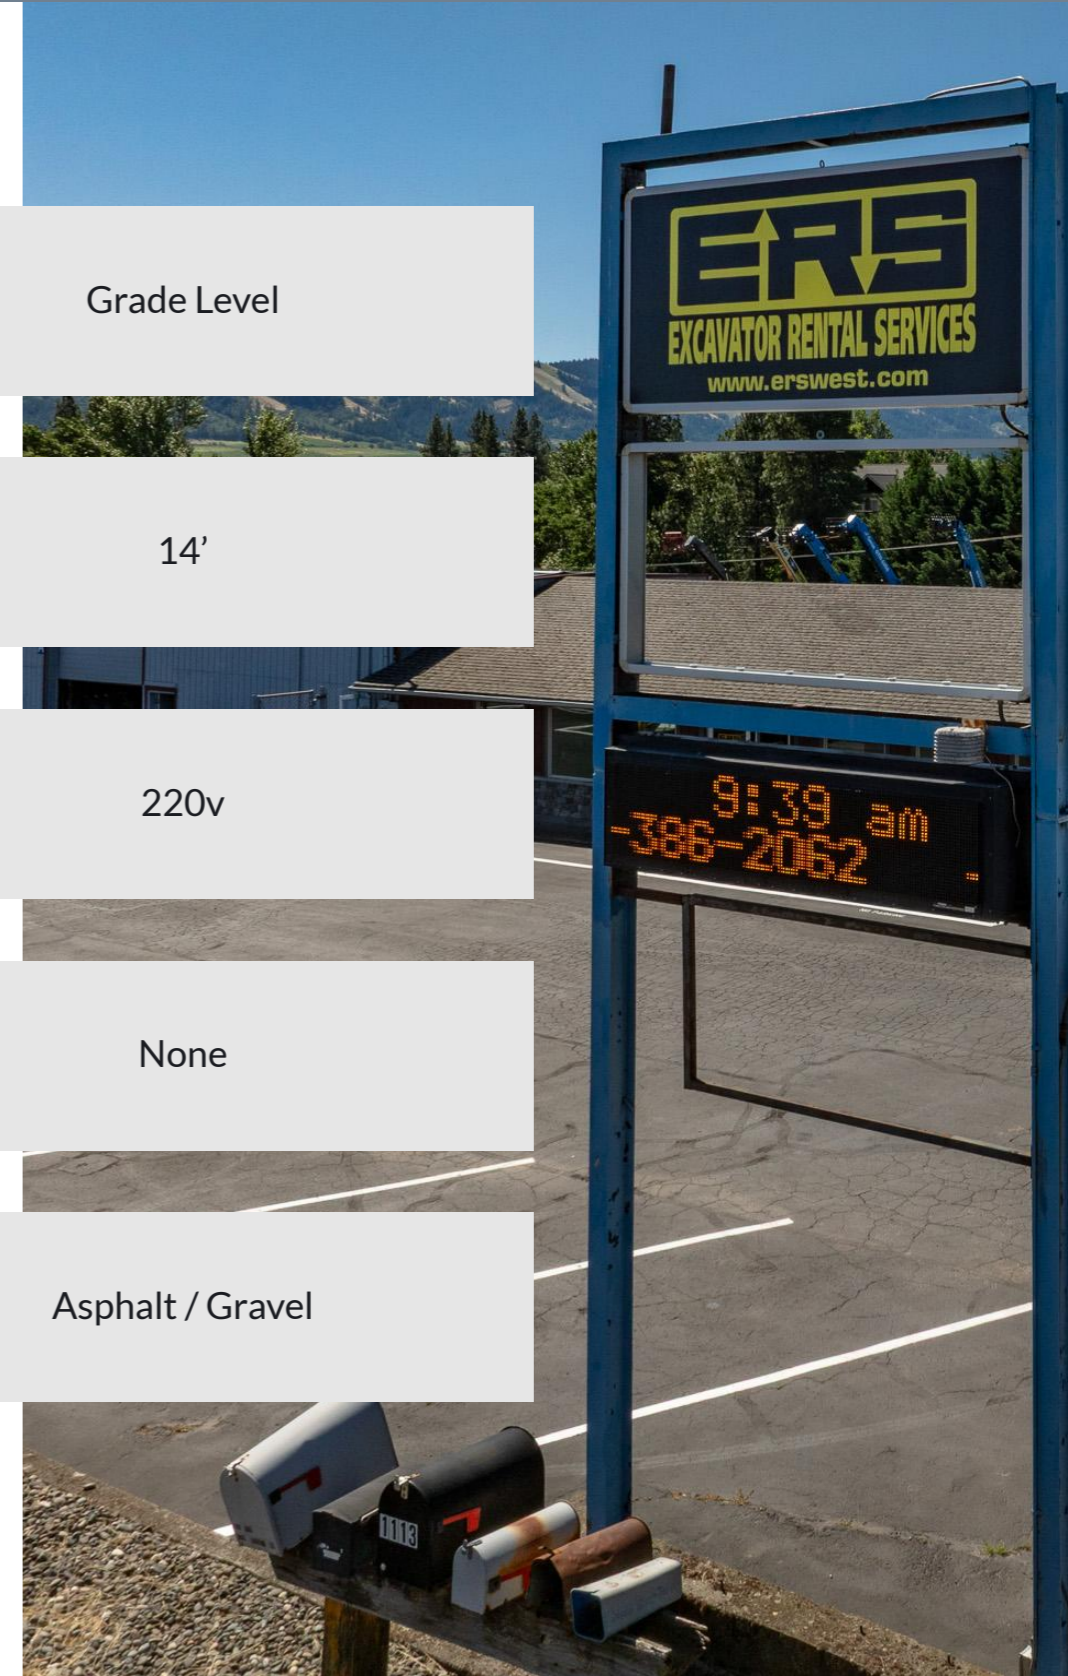 Grade Level
14’
220v
None
Asphalt / Gravel
ERS
EXCAVATOR RENTAL SERVICES
www.erswest.com
9:39 am
-386-2062 -
1113